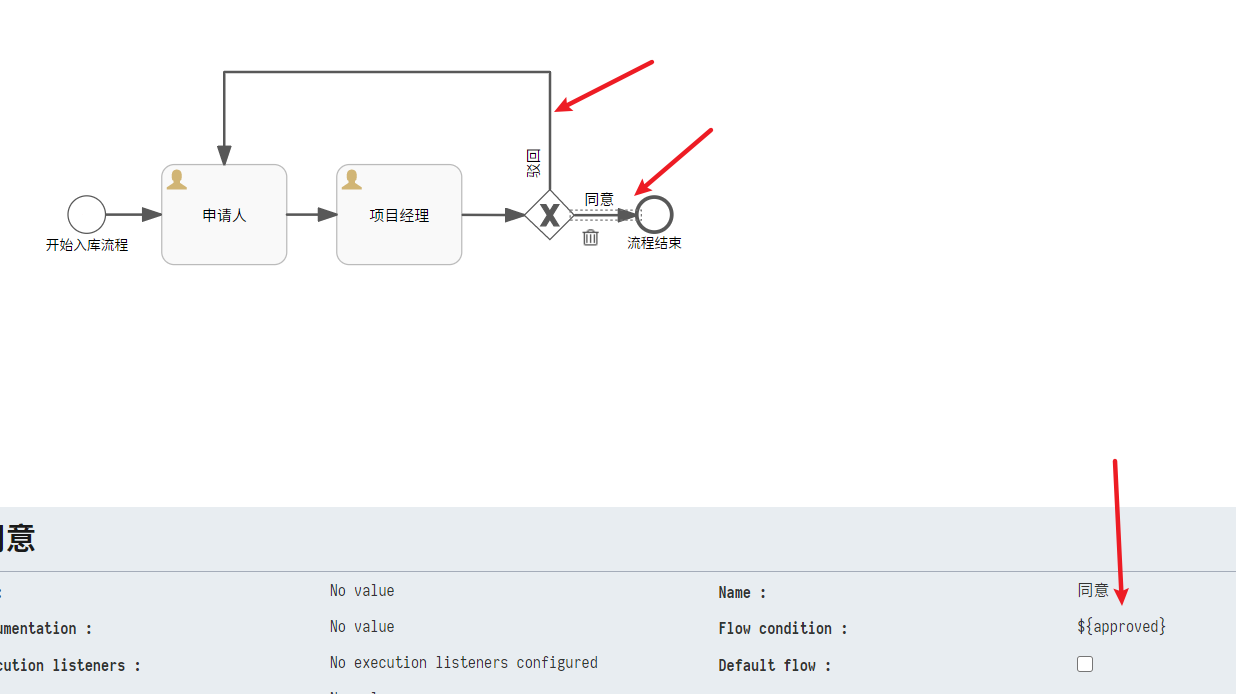 驳回
同意
申请人
项目经理
开始入库流程
流程结束
意
:
No value
Name :
同意
umentation :
No value
Flow condition :
${approved}
cution listeners :
No execution listeners configured
Default flow :